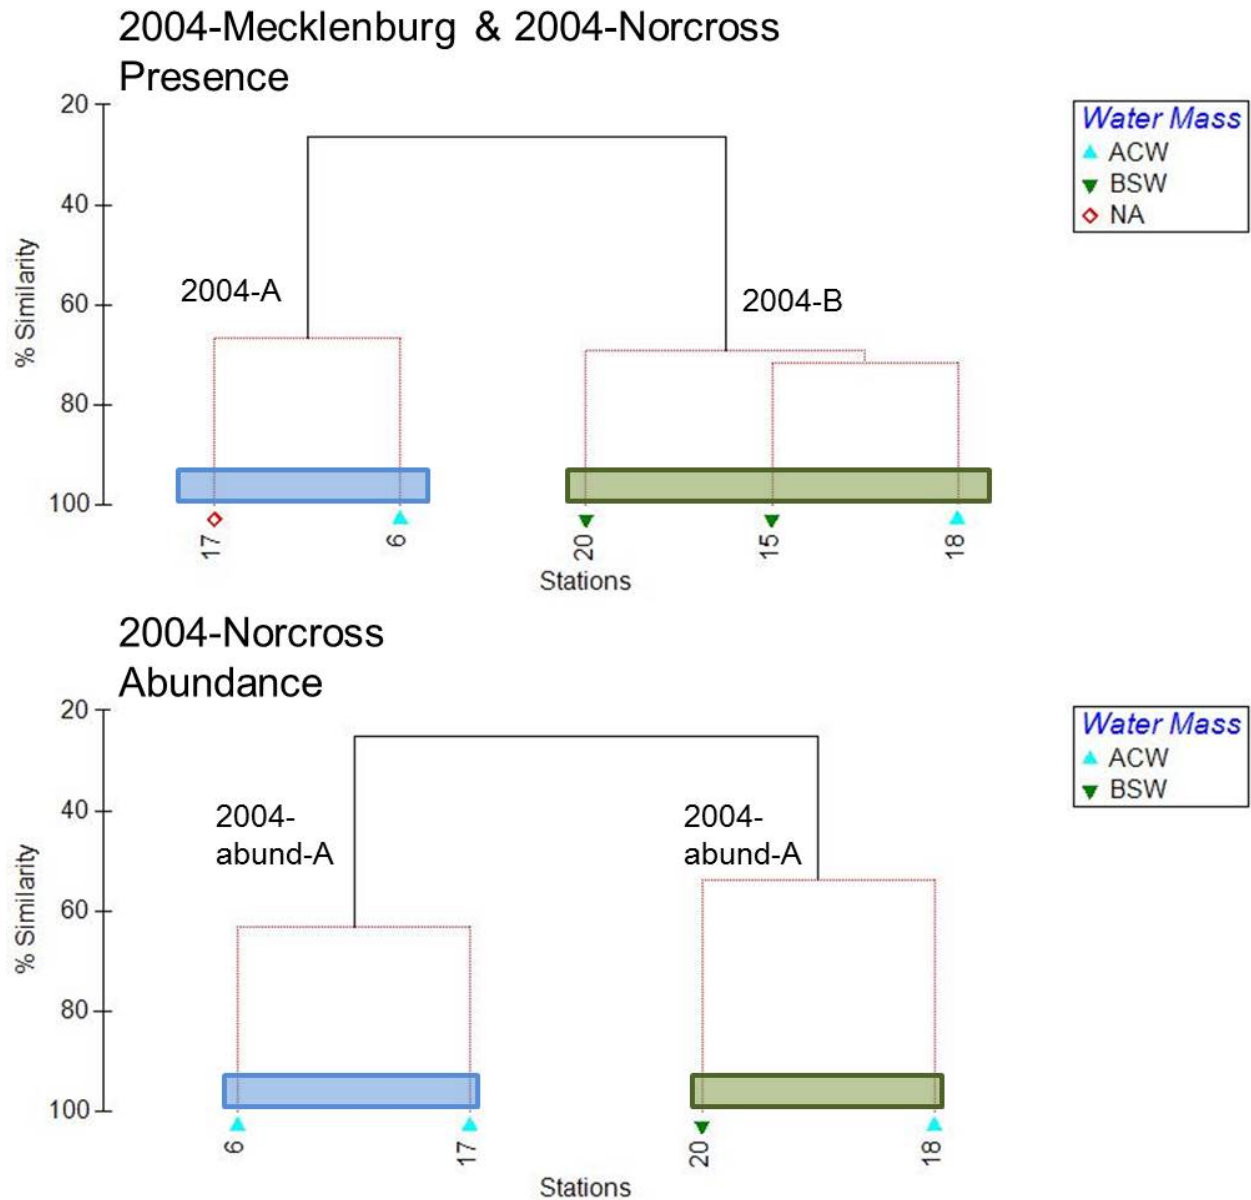 2004-Mecklenburg & 2004-Norcross
Presence
20
40
60
80
100
% Similarity
2004-A
2004-B
17
6
20
15
18
Stations
Water Mass
ACW
BSW
NA
2004-Norcross
Abundance
20
40
60
80
100
% Similarity
2004-
abund-A
2004-
abund-A
6
17
20
18
Stations
Water Mass
ACW
BSW